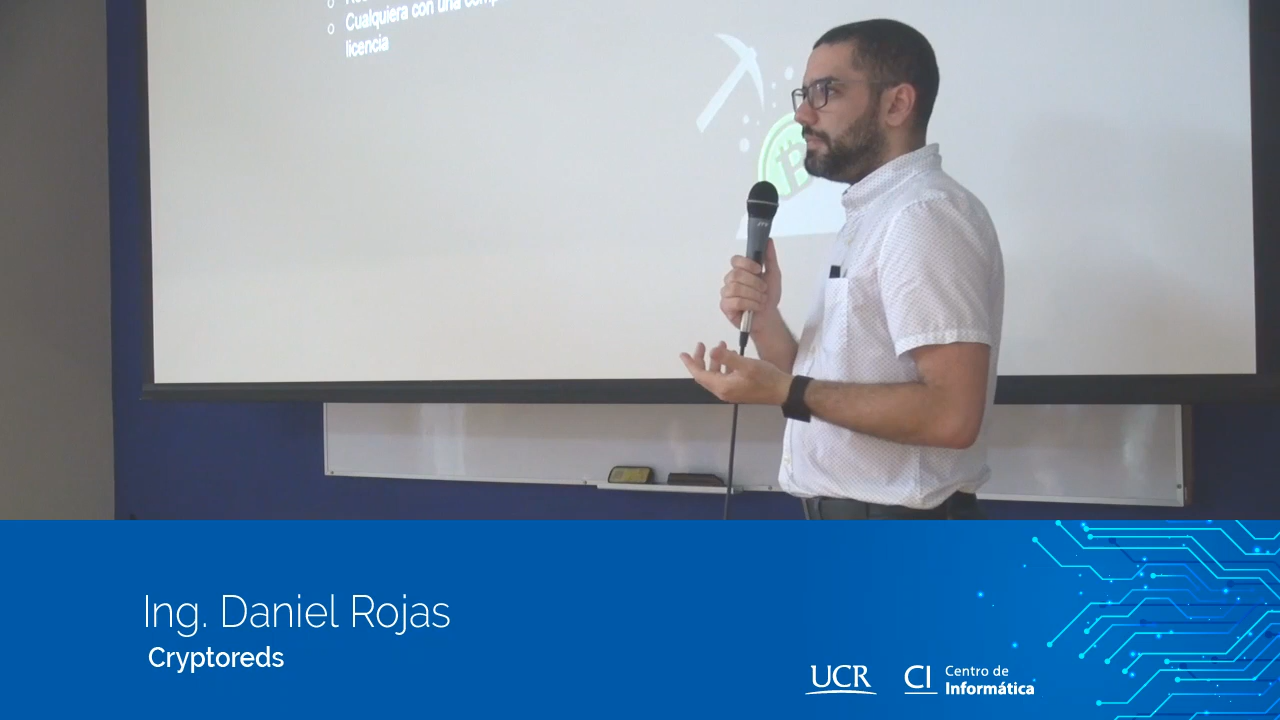 Cualquiera con una
licencia
Ing. Daniel Rojas
Cryptoreds
UCR
CI
Centro de
Informática